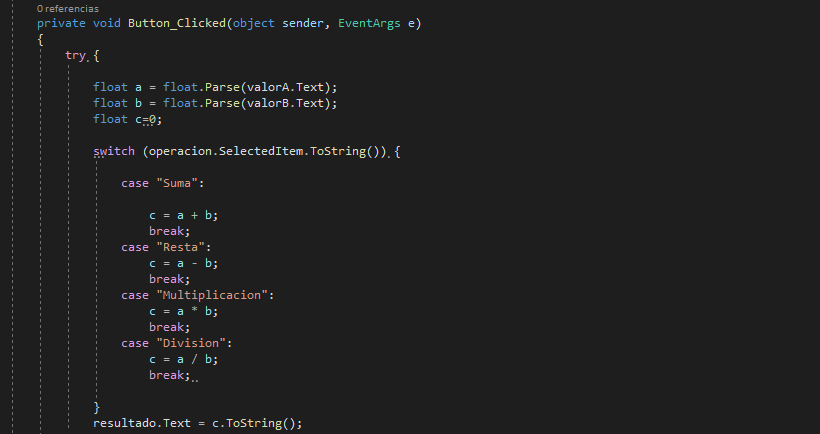 0 referencias
private void Button_Clicked(object sender, EventArgs e)
{
try {
float a = float.Parse(valorA.Text);
float b = float.Parse(valorB.Text);
float c=0;
switch (operacion.SelectedItem.ToString()) {
case "Suma":
c = a + b;
break;
case "Resta":
c = a - b;
break;
case "Multiplicacion":
c = a * b;
break;
case "Division":
c = a / b;
break;
}
resultado.Text = c.ToString();